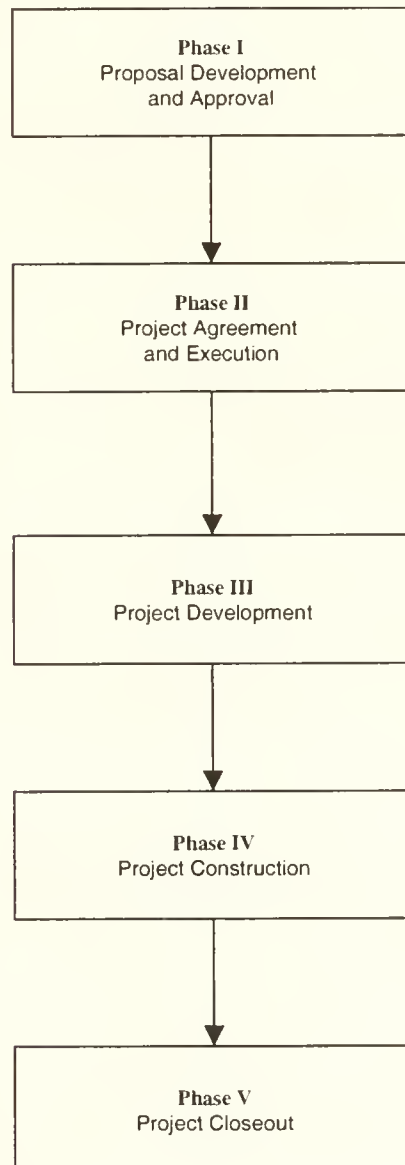 Phase I
Proposal Development
and Approval
Phase II
Project Agreement
and Execution
Phase III
Project Development
Phase IV
Project Construction
Phase V
Project Closeout